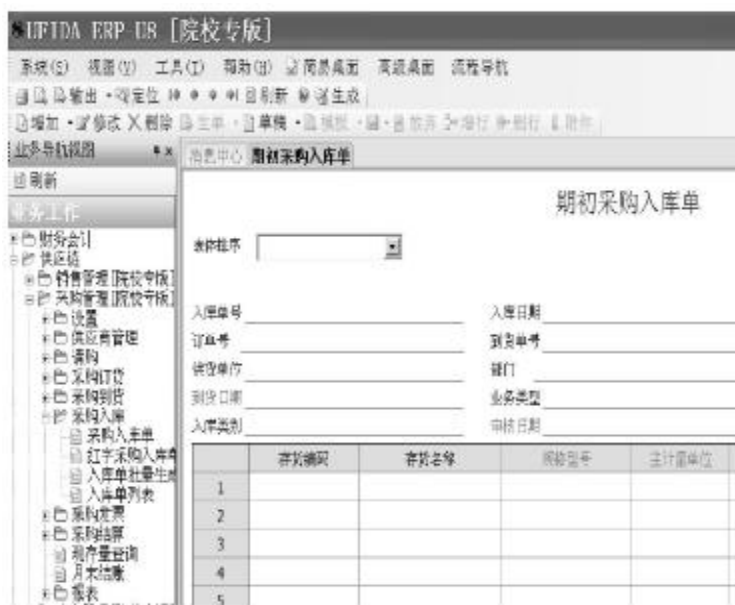 UFIDA ERP-U8 [院校专版]
系统(S) 视图(V) 工具(T) 帮助(H) 简易桌面 高级桌面 流程导航
输出 定位 刷新 生成
增加 修改 删除 生单 草稿 放弃 增行 删行 附件
业务导航视图
消息中心 期初采购入库单
刷新
期初采购入库单
业务工作
财务会计
表体排序
供应链
销售管理[院校专版]
采购管理[院校专版]
设置
供应商管理
请购
采购订货
采购到货
采购入库
采购入库单
红字采购入库单
入库单批量生成
入库单列表
采购发票
采购结算
现存量查询
月末结账
报表
入库单号 入库日期
订单号 到货单号
供货单位 部门
到货日期 业务类型
入库类别 审核日期
存货编码 存货名称 规格型号 主计量单位
1
2
3
4
5